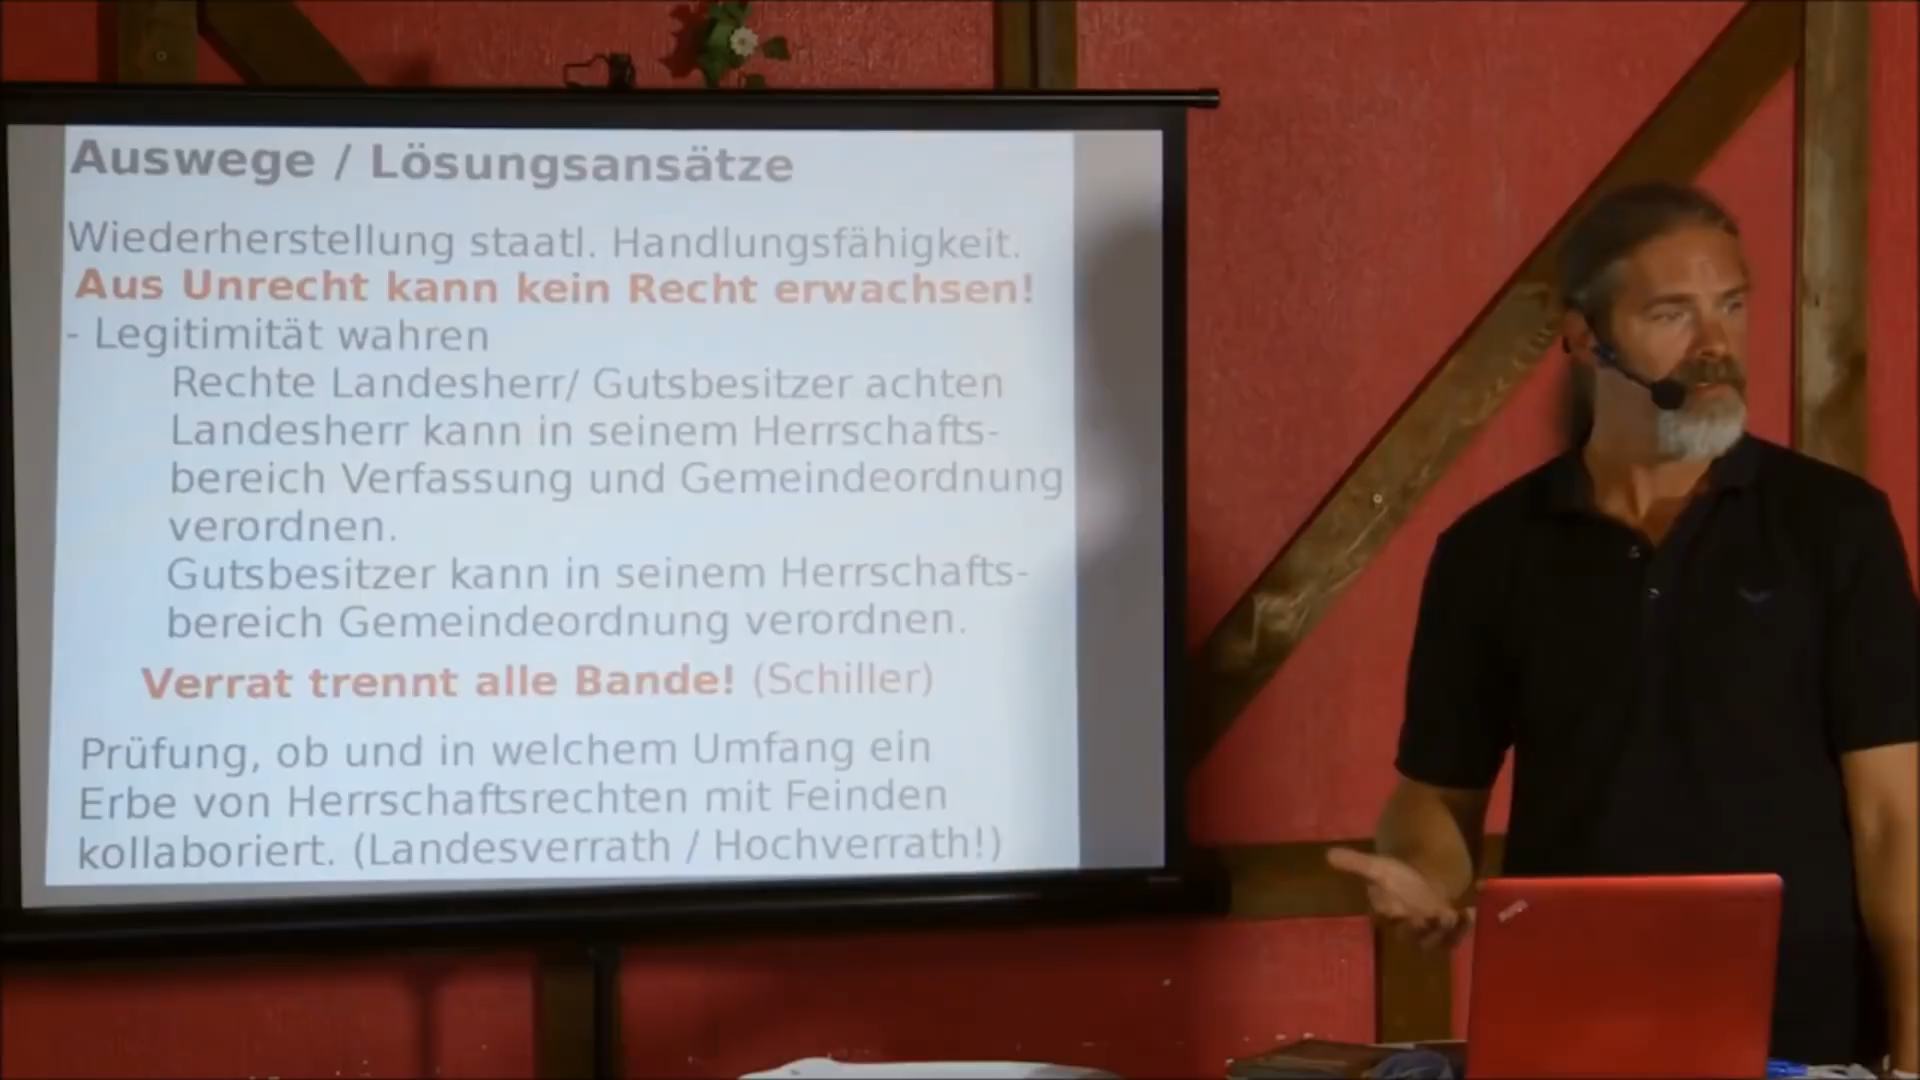 Auswege / Lösungsansätze
Wiederherstellung staatl. Handlungsfähigkeit.
Aus Unrecht kann kein Recht erwachsen!
- Legitimität wahren
Rechte Landesherr/ Gutsbesitzer achten
Landesherr kann in seinem Herrschafts-
bereich Verfassung und Gemeindeordnung
verordnen.
Gutsbesitzer kann in seinem Herrschafts-
bereich Gemeindeordnung verordnen.
Verrat trennt alle Bande! (Schiller)
Prüfung, ob und in welchem Umfang ein
Erbe von Herrschaftsrechten mit Feinden
kollaboriert. (Landesverrath / Hochverrath!)